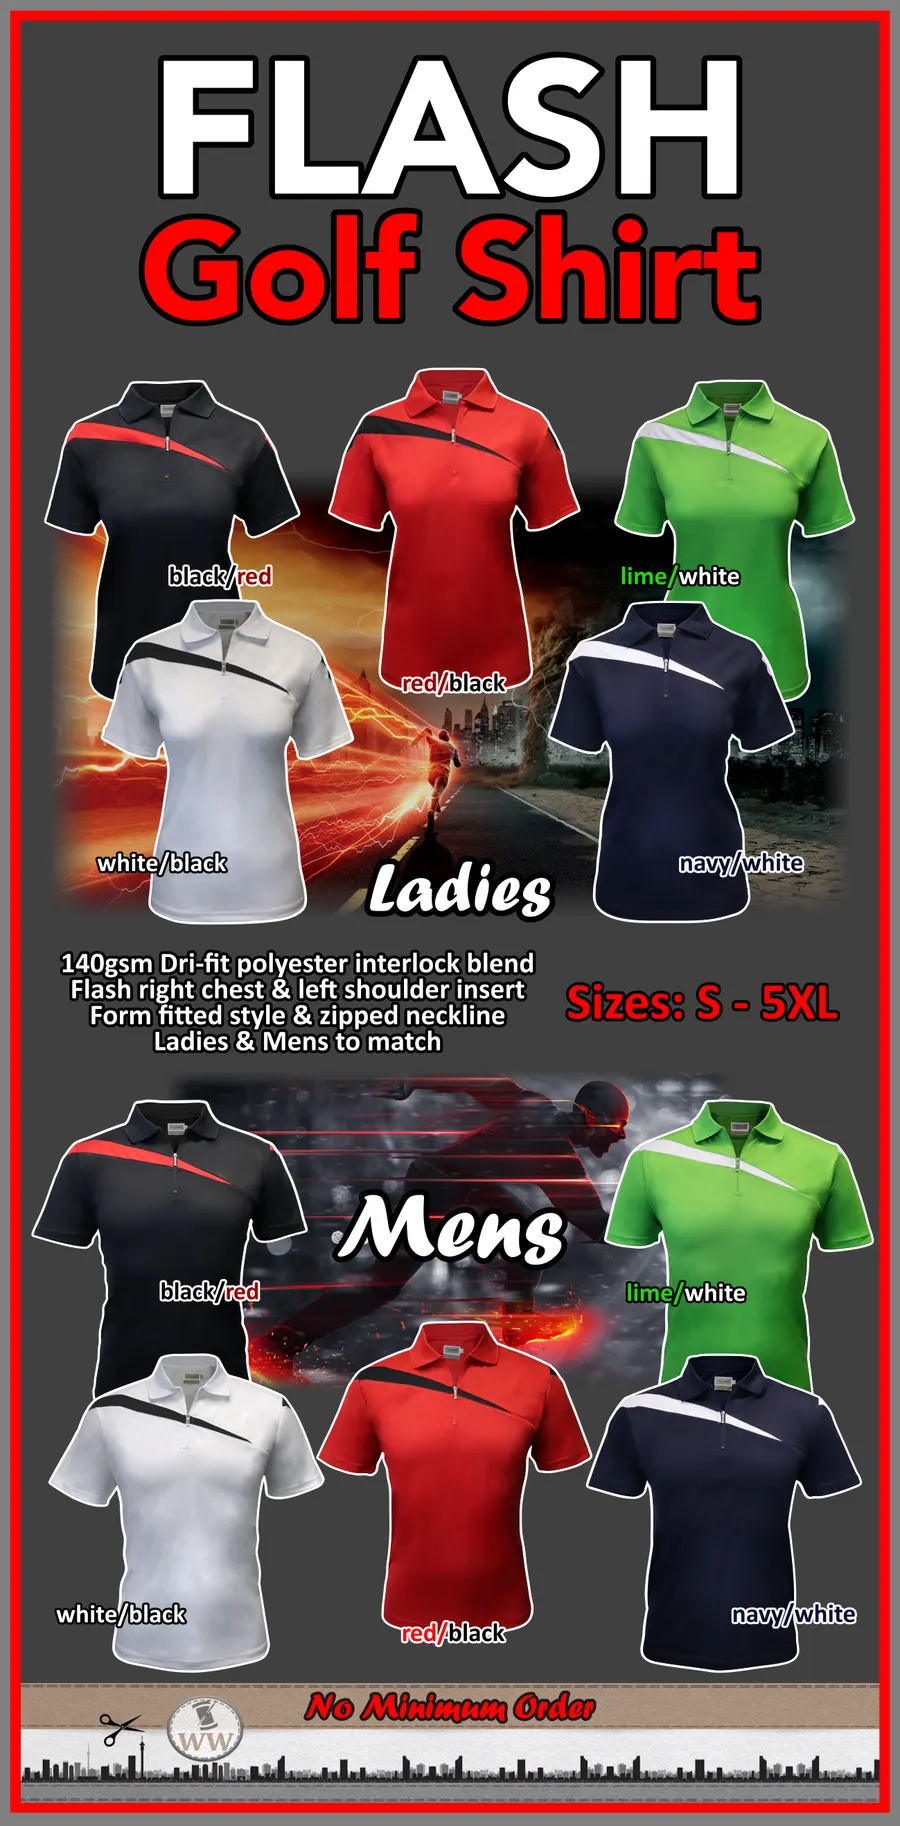 FLASH
Golf Shirt
black/red
lime/white
red/black
white/black
navy/white
Ladies
140gsm Dri-fit polyester interlock blend
Flash right chest & left shoulder insert
Form fitted style & zipped neckline
Ladies & Mens to match
Sizes: S - 5XL
Mens
black/red
lime/white
white/black
red/black
navy/white
No Minimum Order
WW